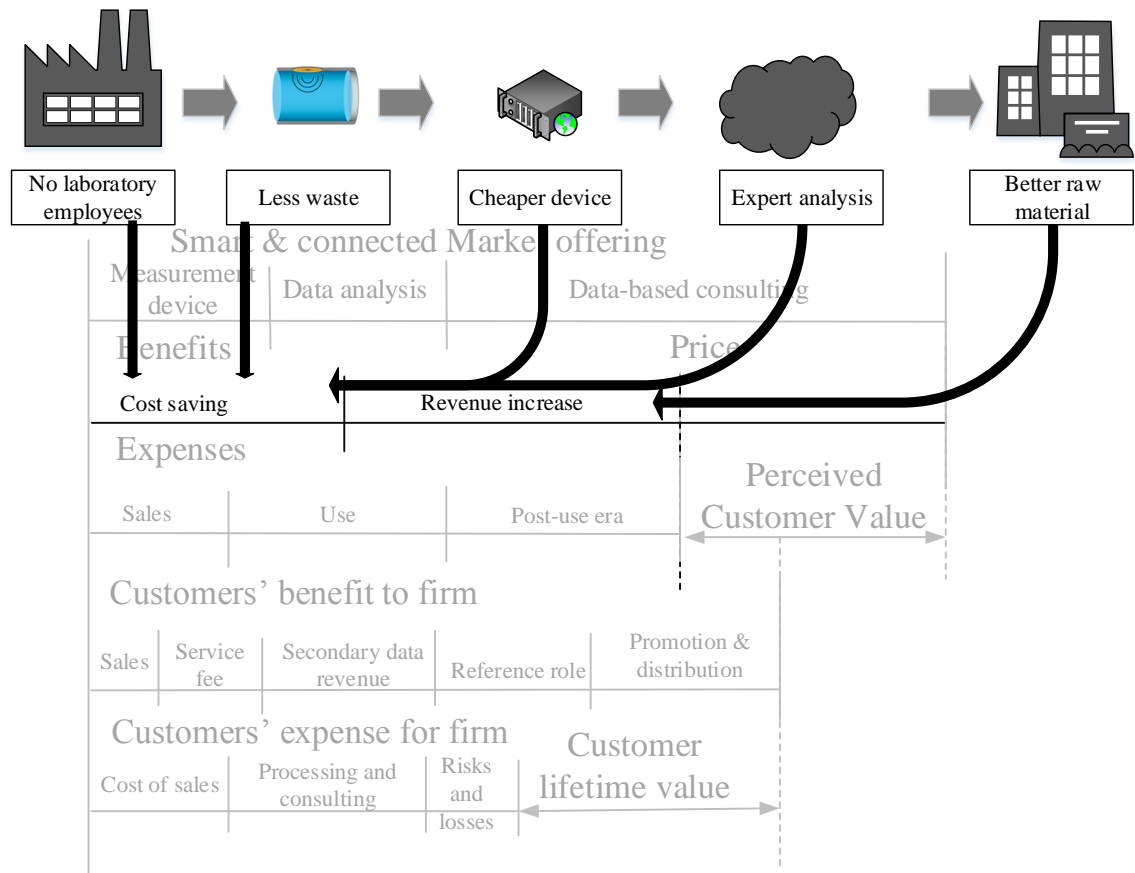 No laboratory
employees
Less waste
Cheaper device
Expert analysis
Better raw
material
Smart & connected Market offering
Measurement
device
Data analysis
Data-based consulting
Benefits
Price
Cost saving
Revenue increase
Expenses
Perceived
Customer Value
Sales
Use
Post-use era
Customers’ benefit to firm
Sales
Service
fee
Secondary data
revenue
Reference role
Promotion &
distribution
Customers’ expense for firm
Customer
lifetime value
Cost of sales
Processing and
consulting
Risks
and
losses